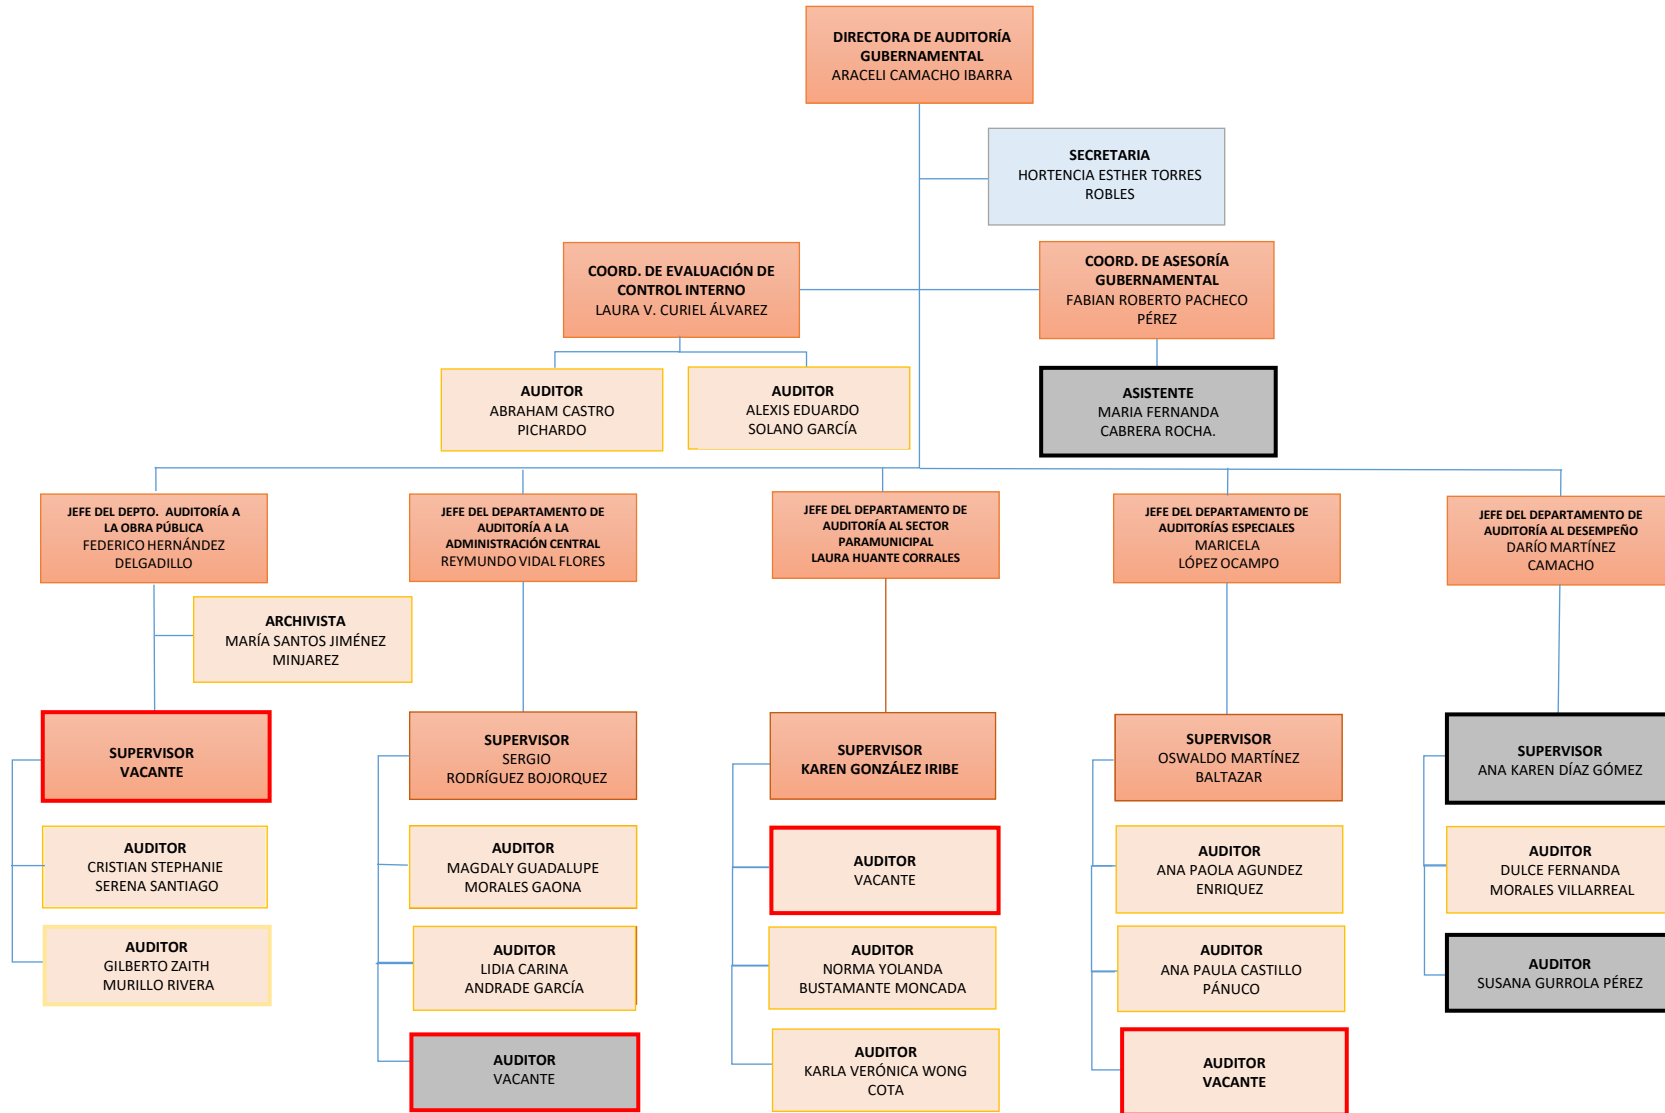 DIRECTORA DE AUDITORÍA
GUBERNAMENTAL
ARACELI CAMACHO IBARRA
SECRETARIA
HORTENCIA ESTHER TORRES
ROBLES
COORD. DE EVALUACIÓN DE
CONTROL INTERNO
LAURA V. CURIEL ÁLVAREZ
COORD. DE ASESORÍA
GUBERNAMENTAL
FABIAN ROBERTO PACHECO
PÉREZ
AUDITOR
ABRAHAM CASTRO
PICHARDO
AUDITOR
ALEXIS EDUARDO
SOLANO GARCÍA
ASISTENTE
MARIA FERNANDA
CABRERA ROCHA.
JEFE DEL DEPTO. AUDITORÍA A
LA OBRA PÚBLICA
FEDERICO HERNÁNDEZ
DELGADILLO
JEFE DEL DEPARTAMENTO DE
AUDITORÍA A LA
ADMINISTRACIÓN CENTRAL
REYMUNDO VIDAL FLORES
JEFE DEL DEPARTAMENTO DE
AUDITORÍA AL SECTOR
PARAMUNICIPAL
LAURA HUANTE CORRALES
JEFE DEL DEPARTAMENTO DE
AUDITORÍAS ESPECIALES
MARICELA
LÓPEZ OCAMPO
JEFE DEL DEPARTAMENTO DE
AUDITORÍA AL DESEMPEÑO
DARÍO MARTÍNEZ
CAMACHO
ARCHIVISTA
MARÍA SANTOS JIMÉNEZ
MINJAREZ
SUPERVISOR
VACANTE
SUPERVISOR
SERGIO
RODRÍGUEZ BOJORQUEZ
SUPERVISOR
KAREN GONZÁLEZ IRIBE
SUPERVISOR
OSWALDO MARTÍNEZ
BALTAZAR
SUPERVISOR
ANA KAREN DÍAZ GÓMEZ
AUDITOR
CRISTIAN STEPHANIE
SERENA SANTIAGO
AUDITOR
MAGDALY GUADALUPE
MORALES GAONA
AUDITOR
VACANTE
AUDITOR
ANA PAOLA AGUNDEZ
ENRIQUEZ
AUDITOR
DULCE FERNANDA
MORALES VILLARREAL
AUDITOR
GILBERTO ZAITH
MURILLO RIVERA
AUDITOR
LIDIA CARINA
ANDRADE GARCÍA
AUDITOR
NORMA YOLANDA
BUSTAMANTE MONCADA
AUDITOR
ANA PAULA CASTILLO
PÁNUCO
AUDITOR
SUSANA GURROLA PÉREZ
AUDITOR
VACANTE
AUDITOR
KARLA VERÓNICA WONG
COTA
AUDITOR
VACANTE